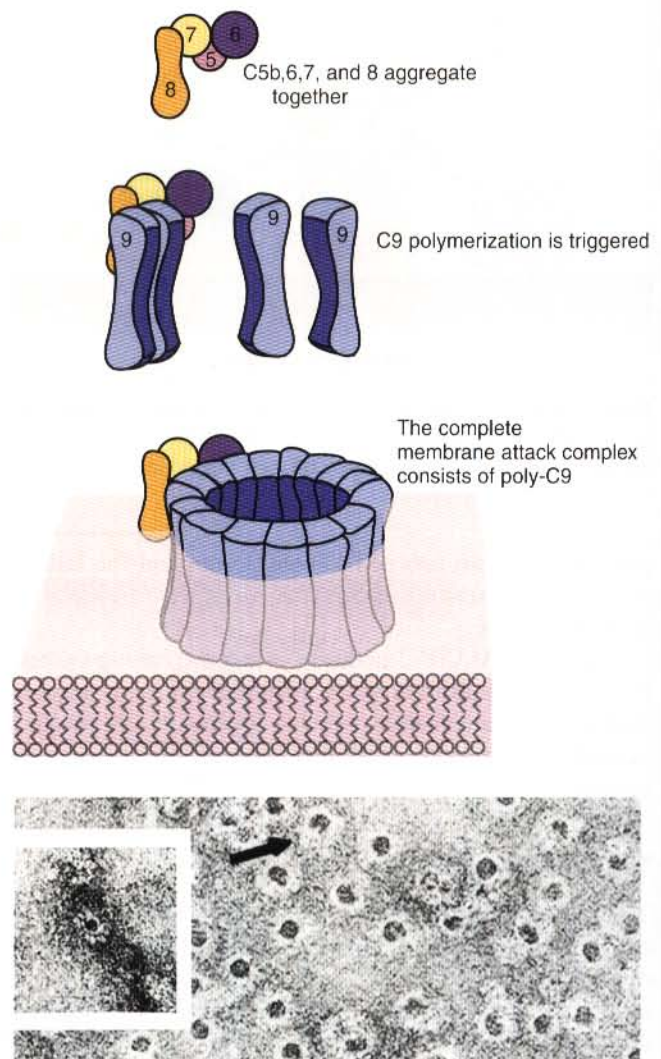 7
6
5
8
C5b,6,7, and 8 aggregate
together
9
9
9
C9 polymerization is triggered
The complete
membrane attack complex
consists of poly-C9